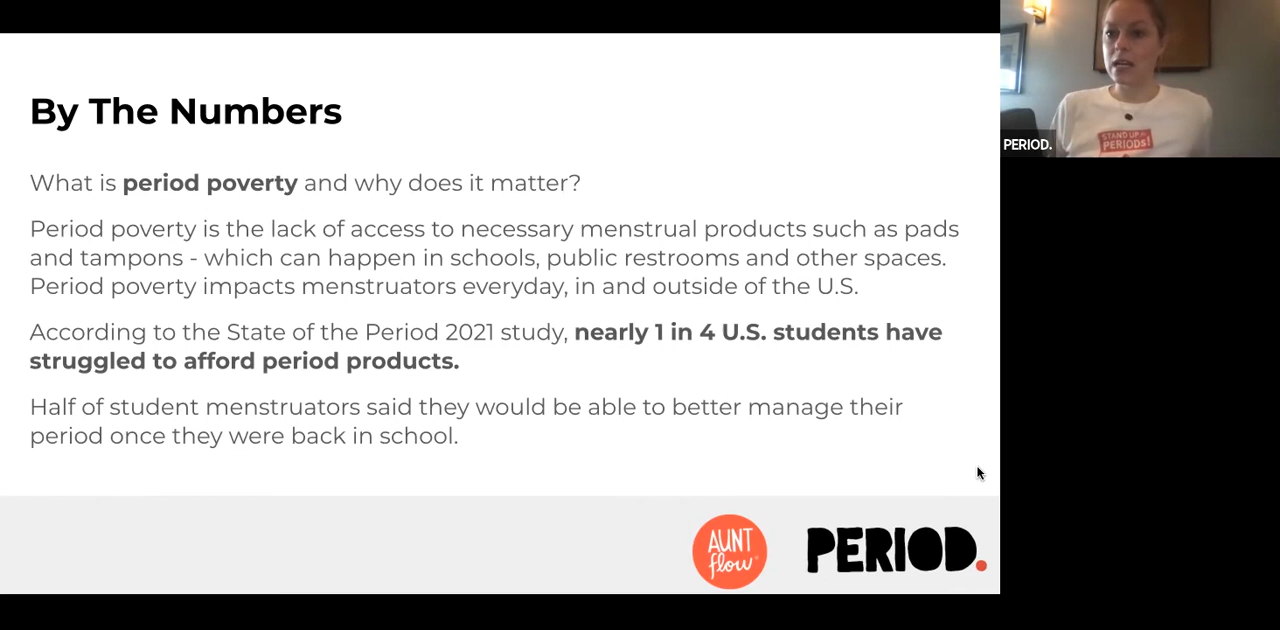 By The Numbers
What is period poverty and why does it matter?
Period poverty is the lack of access to necessary menstrual products such as pads
and tampons - which can happen in schools, public restrooms and other spaces.
Period poverty impacts menstruators everyday, in and outside of the U.S.
According to the State of the Period 2021 study, nearly 1 in 4 U.S. students have
struggled to afford period products.
Half of student menstruators said they would be able to better manage their
period once they were back in school.
AUNT
flow
PERIOD.
STAND UP for
PERIODS!
PERIOD.